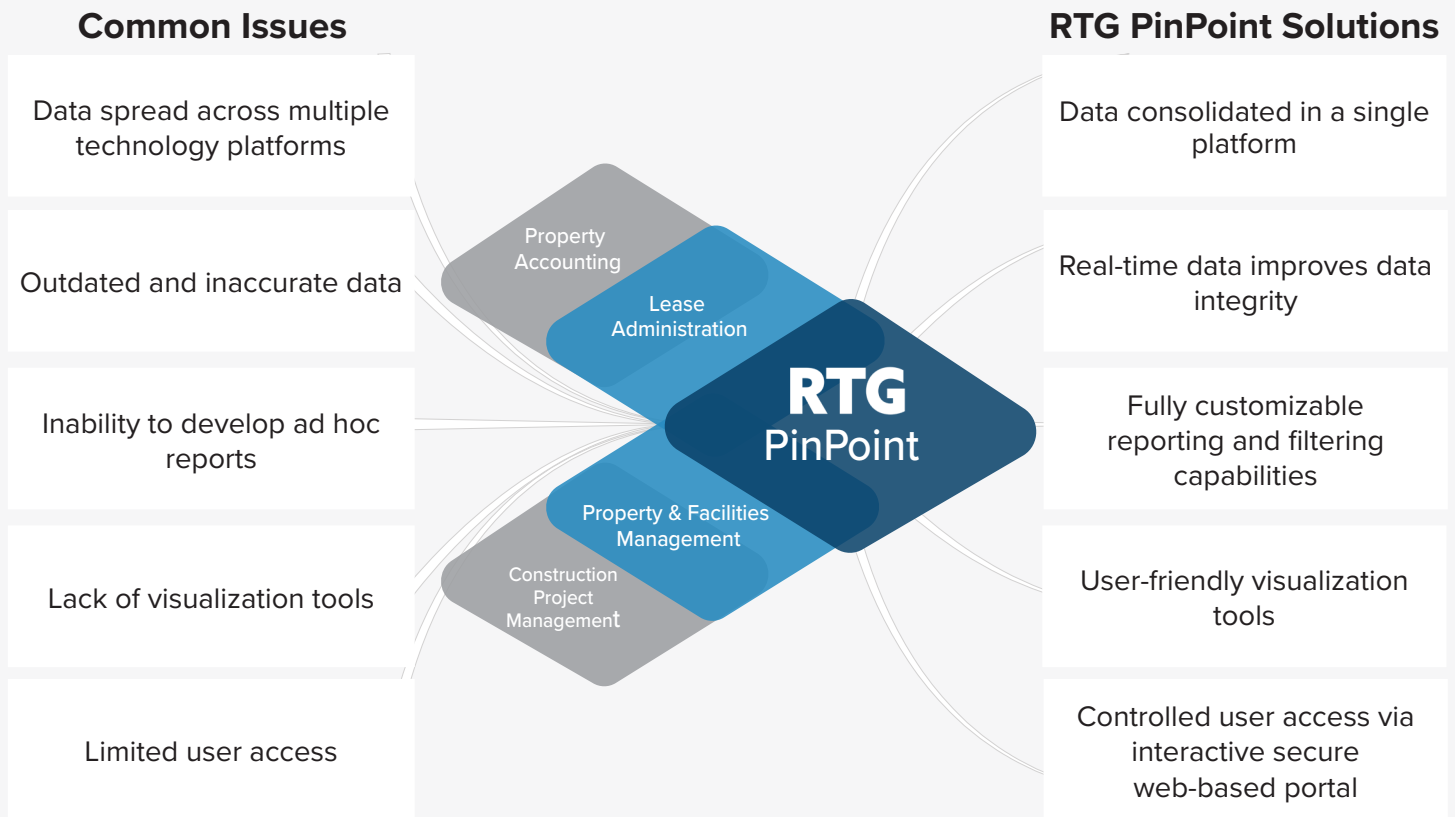 Common Issues
Data spread across multiple
technology platforms
Outdated and inaccurate data
Inability to develop ad hoc
reports
Lack of visualization tools
Limited user access
Property
Accounting
Lease
Administration
RTG
PinPoint
Property & Facilities
Management
Construction
Project
Management
RTG PinPoint Solutions
Data consolidated in a single
platform
Real-time data improves data
integrity
Fully customizable
reporting and filtering
capabilities
User-friendly visualization
tools
Controlled user access via
interactive secure
web-based portal